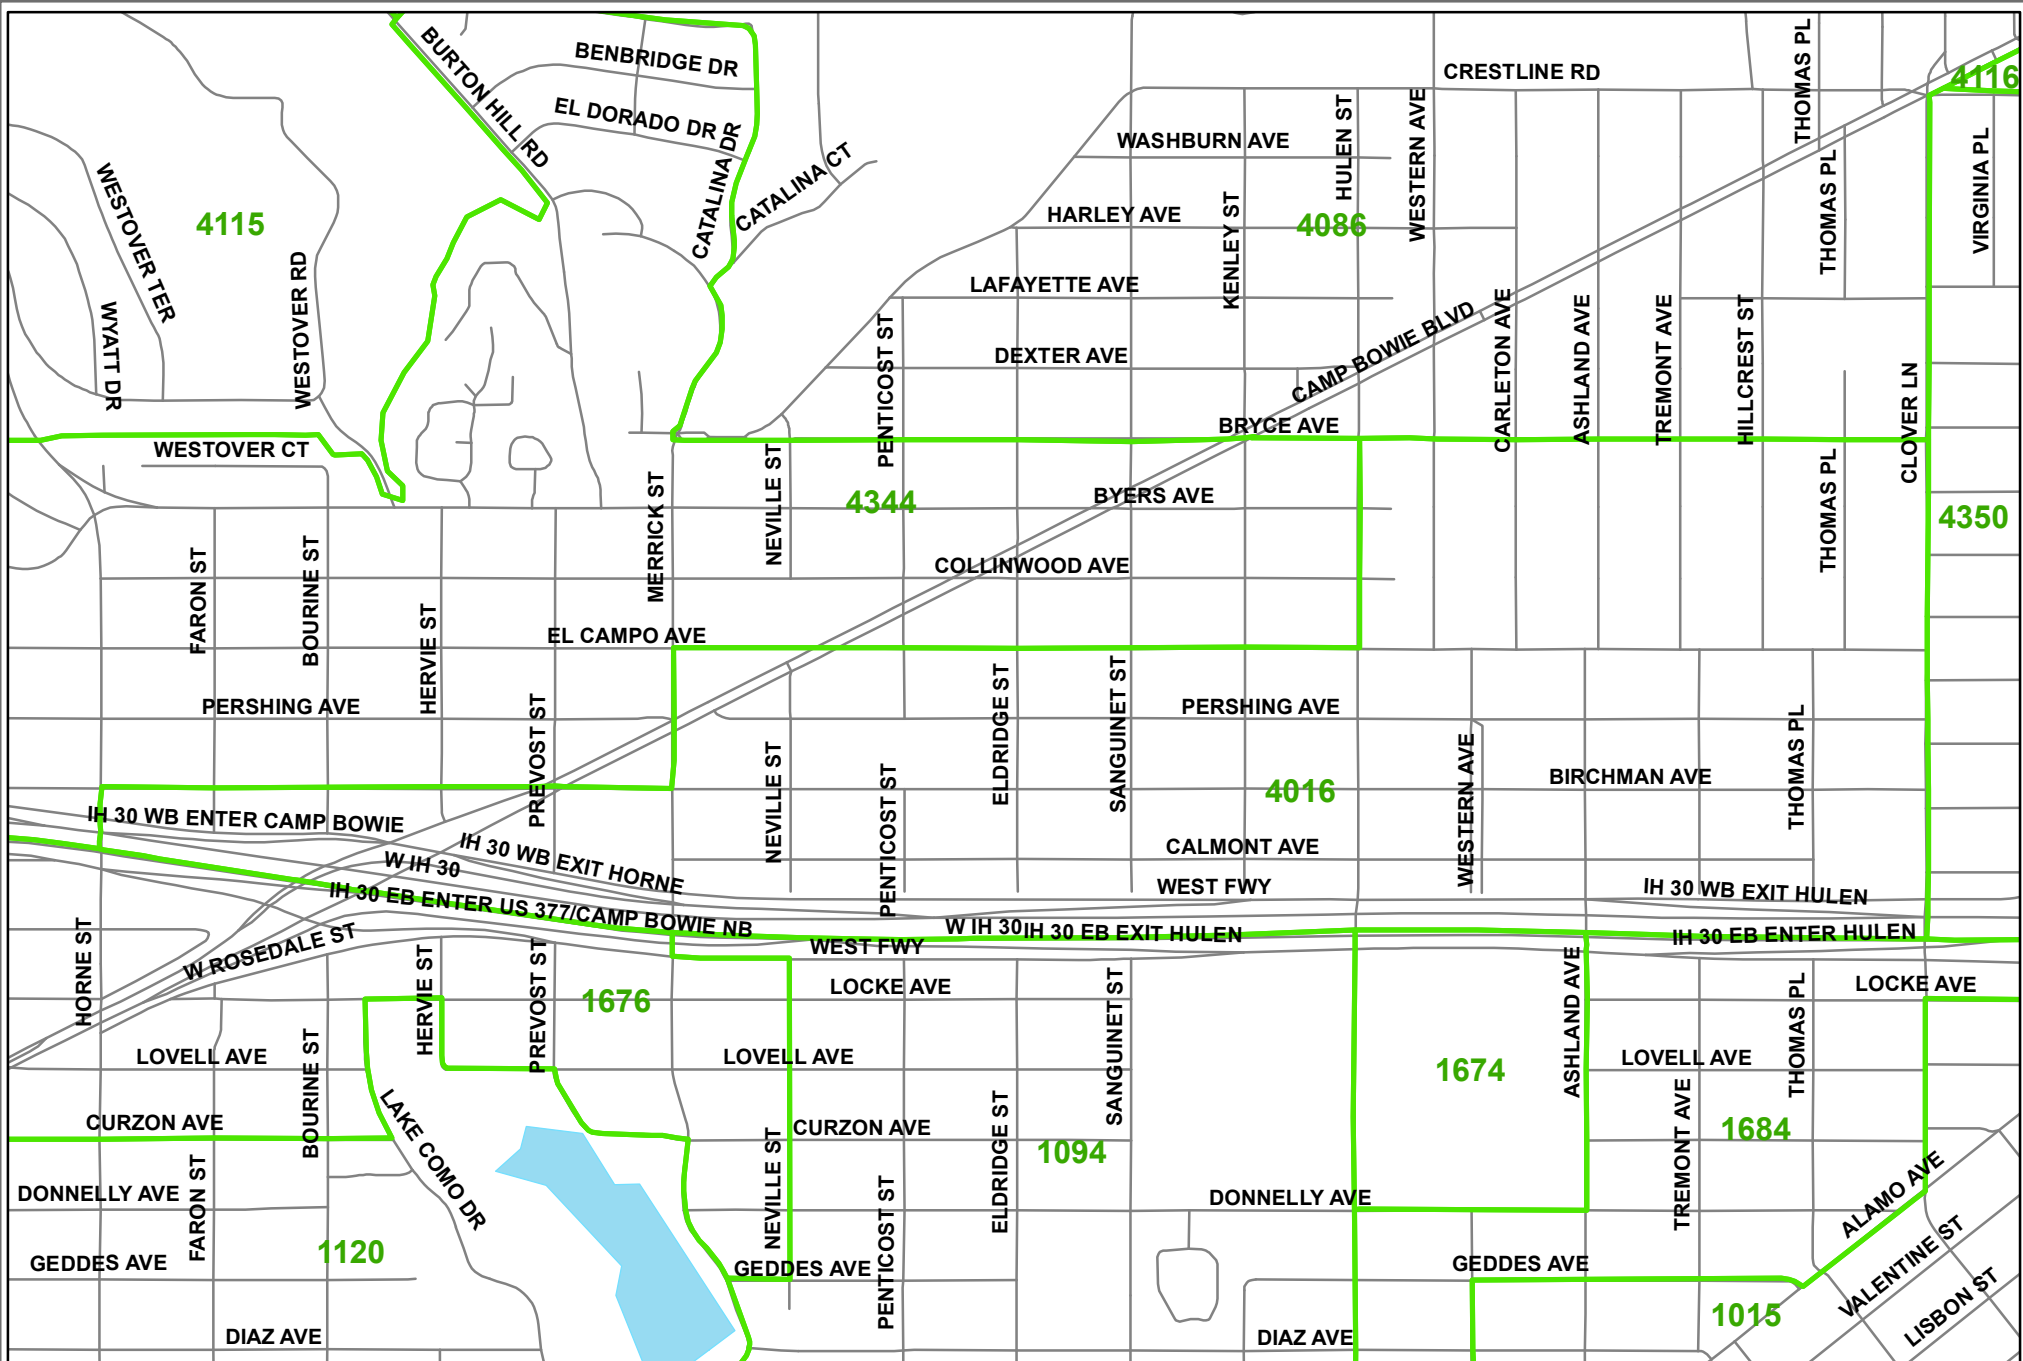 BURTON HILL RD
BENBRIDGE DR
EL DORADO DR
CATALINA DR
CATALINA CT
CRESTLINE RD
THOMAS PL
4116
WASHBURN AVE
HULEN ST
WESTERN AVE
VIRGINIA PL
THOMAS PL
WESTOVER TER
4115
HARLEY AVE
KENLEY ST
4086
WYATT DR
WESTOVER RD
LAFAYETTE AVE
PENTICOST ST
DEXTER AVE
CAMP BOWIE BLVD
CARLETON AVE
ASHLAND AVE
TREMONT AVE
HILLCREST ST
CLOVER LN
BRYCE AVE
WESTOVER CT
MERRICK ST
NEVILLE ST
4344
BYERS AVE
THOMAS PL
4350
COLLINWOOD AVE
FARON ST
BOURINE ST
HERVIE ST
EL CAMPO AVE
PERSHING AVE
PREVOST ST
ELDRIDGE ST
SANGUINET ST
PERSHING AVE
NEVILLE ST
PENTICOST ST
4016
WESTERN AVE
BIRCHMAN AVE
THOMAS PL
IH 30 WB ENTER CAMP BOWIE
IH 30 WB EXIT HORNE
W IH 30
CALMONT AVE
WEST FWY
IH 30 WB EXIT HULEN
IH 30 EB ENTER US 377/CAMP BOWIE NB
W IH 30
IH 30 EB EXIT HULEN
IH 30 EB ENTER HULEN
WEST FWY
HORNE ST
W ROSEDALE ST
HERVIE ST
PREVOST ST
1676
LOCKE AVE
SANGUINET ST
ASHLAND AVE
THOMAS PL
LOCKE AVE
LOVELL AVE
BOURINE ST
LOVELL AVE
1674
LOVELL AVE
CURZON AVE
LAKE COMO DR
NEVILLE ST
CURZON AVE
ELDRIDGE ST
1094
TREMONT AVE
1684
DONNELLY AVE
FARON ST
PENTICOST ST
DONNELLY AVE
ALAMO AVE
GEDDES AVE
1120
GEDDES AVE
GEDDES AVE
VALENTINE ST
1015
LISBON ST
DIAZ AVE
DIAZ AVE